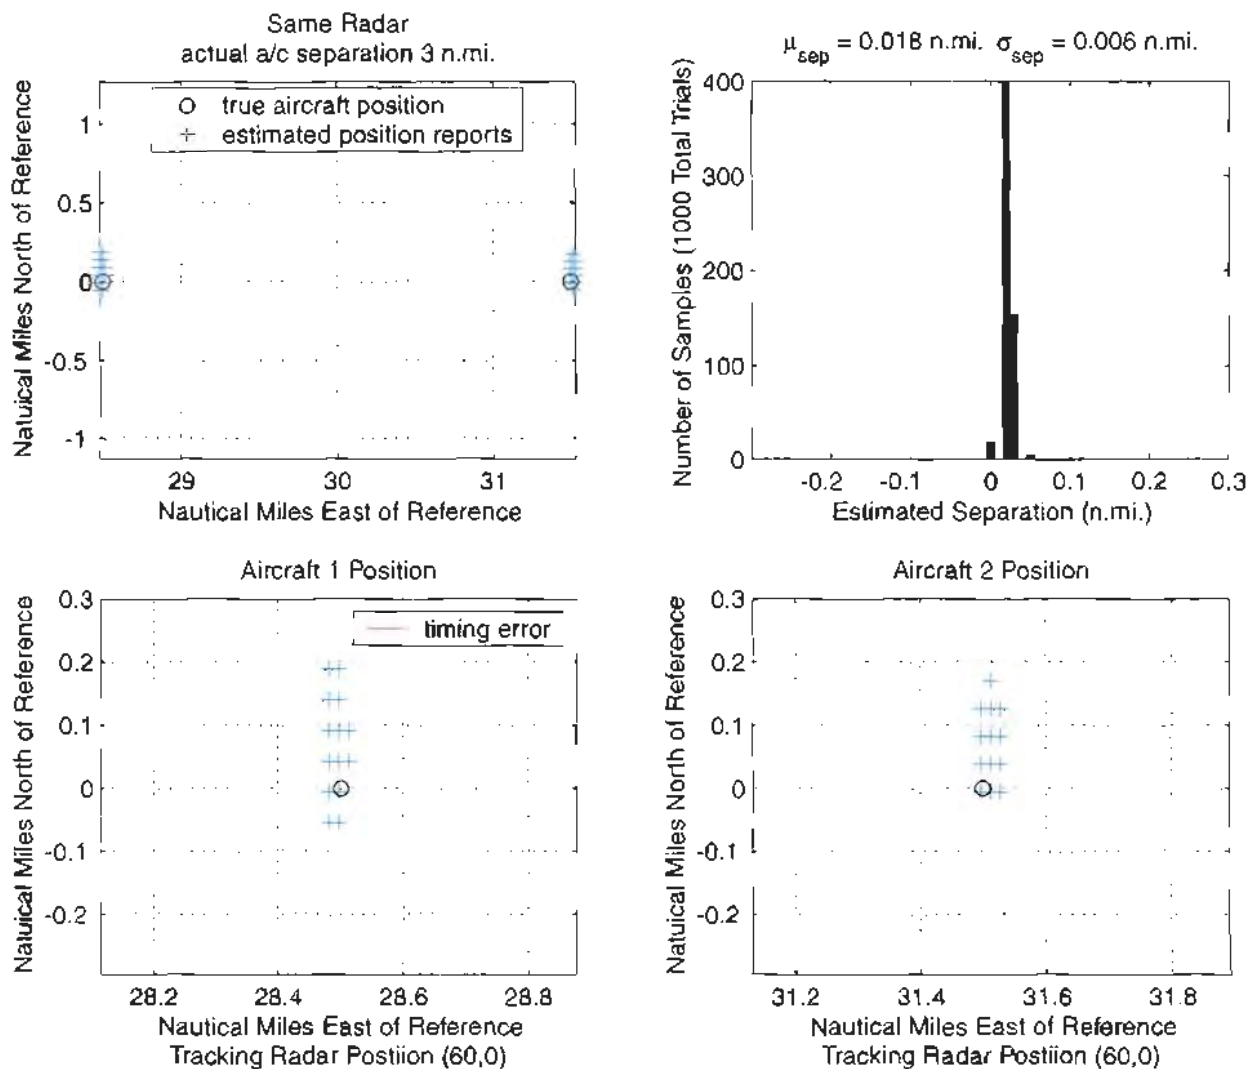 Same Radar
actual a/c separation 3 n.mi.
true aircraft position
estimated position reports
1
0.5
0
-0.5
-1
29
30
31
Natuical Miles North of Reference
Nautical Miles East of Reference
μsep = 0.018 n.mi. σsep = 0.006 n.mi.
400
300
200
100
0
-0.2
-0.1
0
0.1
0.2
0.3
Number of Samples (1000 Total Trials)
Estimated Separation (n.mi.)
Aircraft 1 Position
timing error
0.3
0.2
0.1
0
-0.1
-0.2
28.2
28.4
28.6
28.8
Natuical Miles North of Reference
Nautical Miles East of Reference
Tracking Radar Postiion (60,0)
Aircraft 2 Position
0.3
0.2
0.1
0
-0.1
-0.2
31.2
31.4
31.6
31.8
Natuical Miles North of Reference
Nautical Miles East of Reference
Tracking Radar Postiion (60,0)